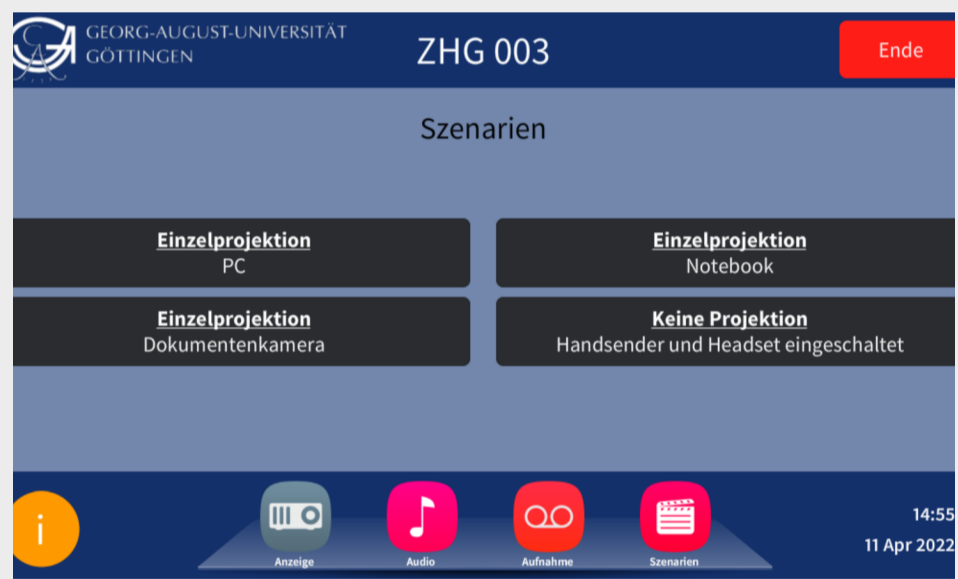 GEORG-AUGUST-UNIVERSITÄT
GÖTTINGEN
ZHG 003
Ende
Szenarien
Einzelprojektion
PC
Einzelprojektion
Notebook
Einzelprojektion
Dokumentenkamera
Keine Projektion
Handsender und Headset eingeschaltet
i
Anzeige
Audio
Aufnahme
Szenarien
14:55
11 Apr 2022